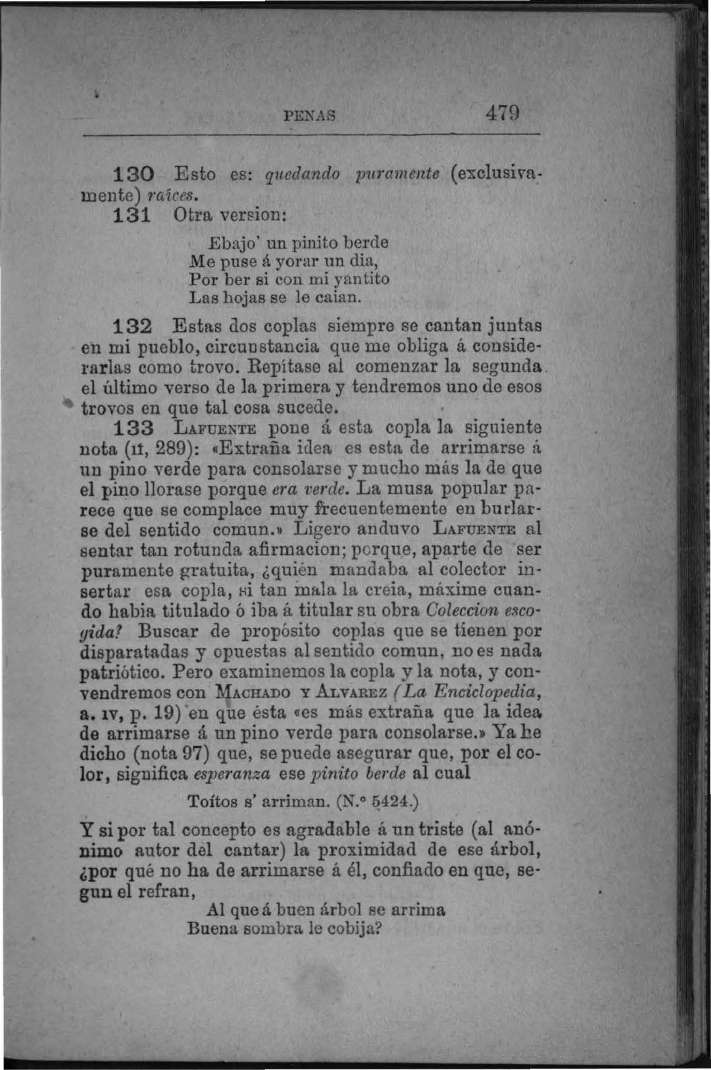 PENAS 479
130 Esto es: quedando puramente (exclusiva-
mente) raices.
131 Otra version:
Ebajo' un pinito berde
Me puse á yorar un dia,
Por ber si con mi yantito
Las hojas se le caian.
132 Estas dos coplas siempre se cantan juntas
en mi pueblo, circunstancia que me obliga á conside-
rarlas como trovo. Repítase al comenzar la segunda
el último verso de la primera y tendremos uno de esos
trovos en que tal cosa sucede.
133 LAFUENTE pone á esta copla la siguiente
nota (II, 289): «Extraña idea es esta de arrimarse á
un pino verde para consolarse y mucho más la de que
el pino llorase porque era verde. La musa popular pa-
rece que se complace muy frecuentemente en burlar-
se del sentido comun.» Ligero anduvo LAFUENTE al
sentar tan rotunda afirmacion; porque, aparte de ser
puramente gratuita, ¿quién mandaba al colector in-
sertar esa copla, si tan mala la creia, máxime cuan-
do habia titulado ó iba á titular su obra Coleccion esco-
gida? Buscar de propósito coplas que se tienen por
disparatadas y opuestas al sentido comun, no es nada
patriótico. Pero examinemos la copla y la nota, y con-
vendremos con MACHADO Y ALVAREZ (La Enciclopedia,
a. IV, p. 19) en que ésta «es más extraña que la idea
de arrimarse á un pino verde para consolarse.» Ya he
dicho (nota 97) que, se puede asegurar que, por el co-
lor, significa esperanza ese pinito berde al cual
Toítos s' arriman. (N.º 5424.)
Y si por tal concepto es agradable á un triste (al anó-
nimo autor del cantar) la proximidad de ese árbol,
¿por qué no ha de arrimarse á él, confiado en que, se-
gun el refran,
Al que á buen árbol se arrima
Buena sombra le cobija?